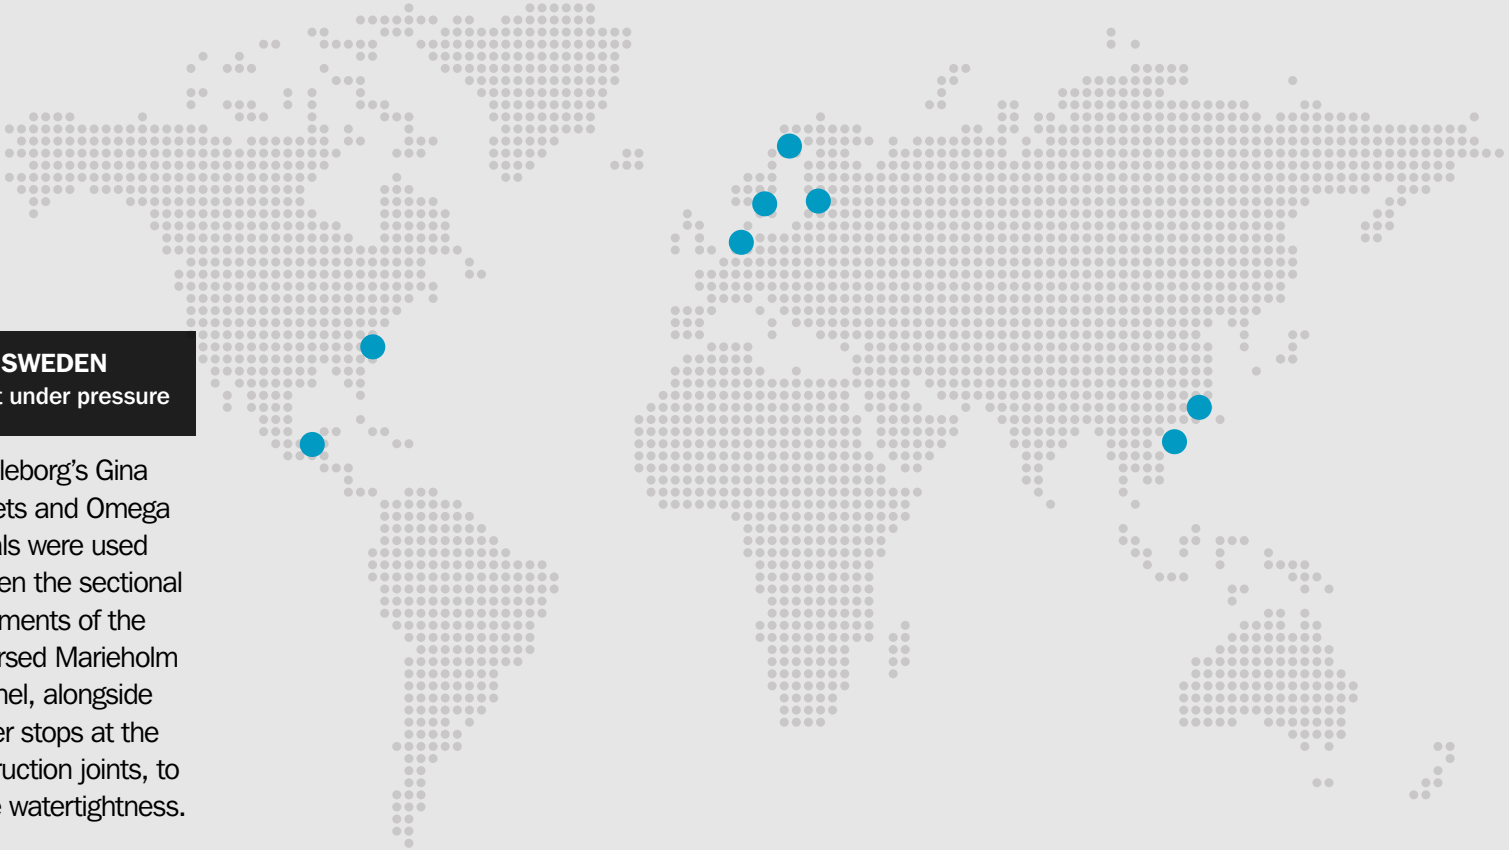 SWEDEN
under pressure
leborg’s Gina
ets and Omega
ls were used
en the sectional
ments of the
rsed Marieholm
nel, alongside
er stops at the
ruction joints, to
watertightness.